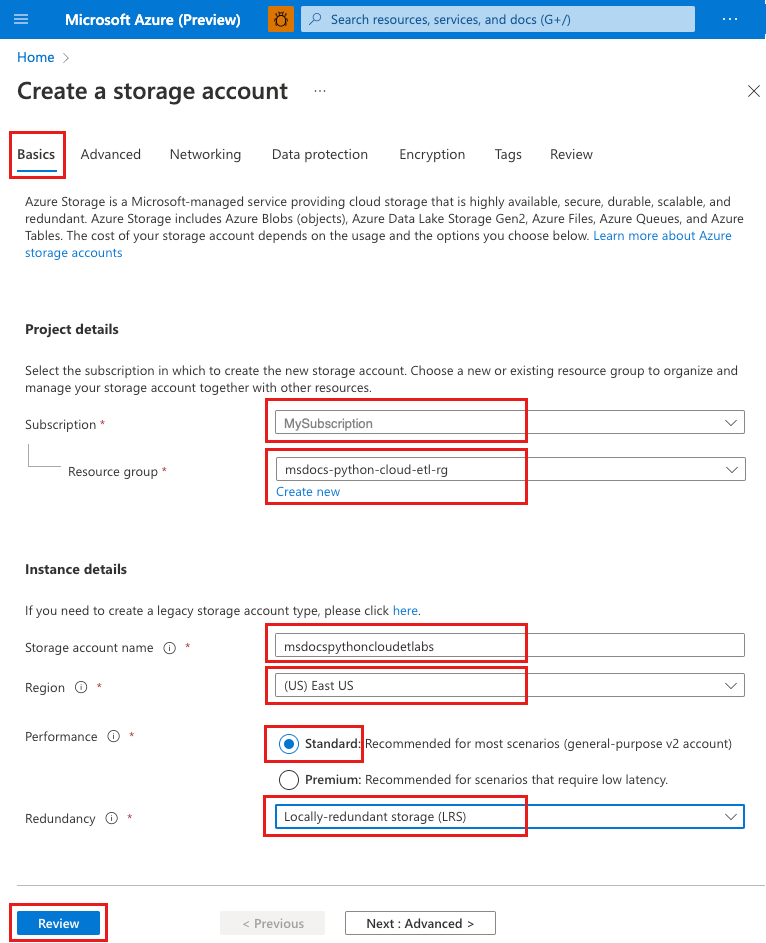 Microsoft Azure (Preview)
Search resources, services, and docs (G+/)
...
Home >
Create a storage account ...
Basics Advanced Networking Data protection Encryption Tags Review
Azure Storage is a Microsoft-managed service providing cloud storage that is highly available, secure, durable, scalable, and
redundant. Azure Storage includes Azure Blobs (objects), Azure Data Lake Storage Gen2, Azure Files, Azure Queues, and Azure
Tables. The cost of your storage account depends on the usage and the options you choose below. Learn more about Azure
storage accounts
Project details
Select the subscription in which to create the new storage account. Choose a new or existing resource group to organize and
manage your storage account together with other resources.
Subscription * MySubscription
Resource group * msdocs-python-cloud-etl-rg
Create new
Instance details
If you need to create a legacy storage account type, please click here.
Storage account name * msdocspythoncloudetlabs
Region * (US) East US
Performance * Standard: Recommended for most scenarios (general-purpose v2 account)
Premium: Recommended for scenarios that require low latency.
Redundancy * Locally-redundant storage (LRS)
Review < Previous Next : Advanced >